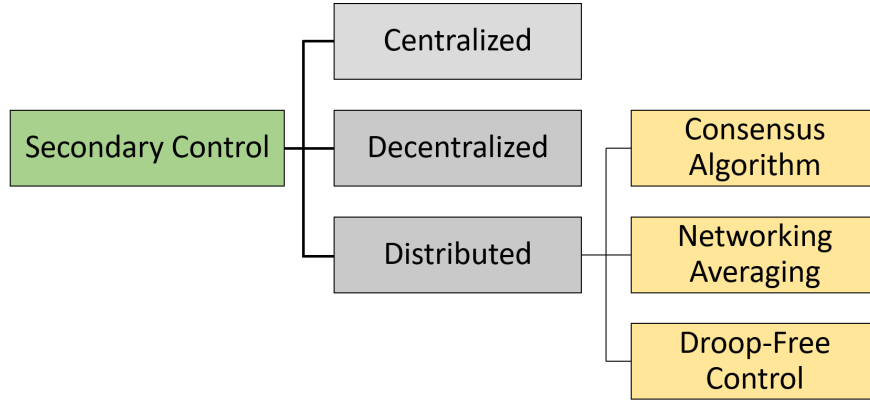 Centralized
Secondary Control
Decentralized
Distributed
Consensus
Algorithm
Networking
Averaging
Droop-Free
Control